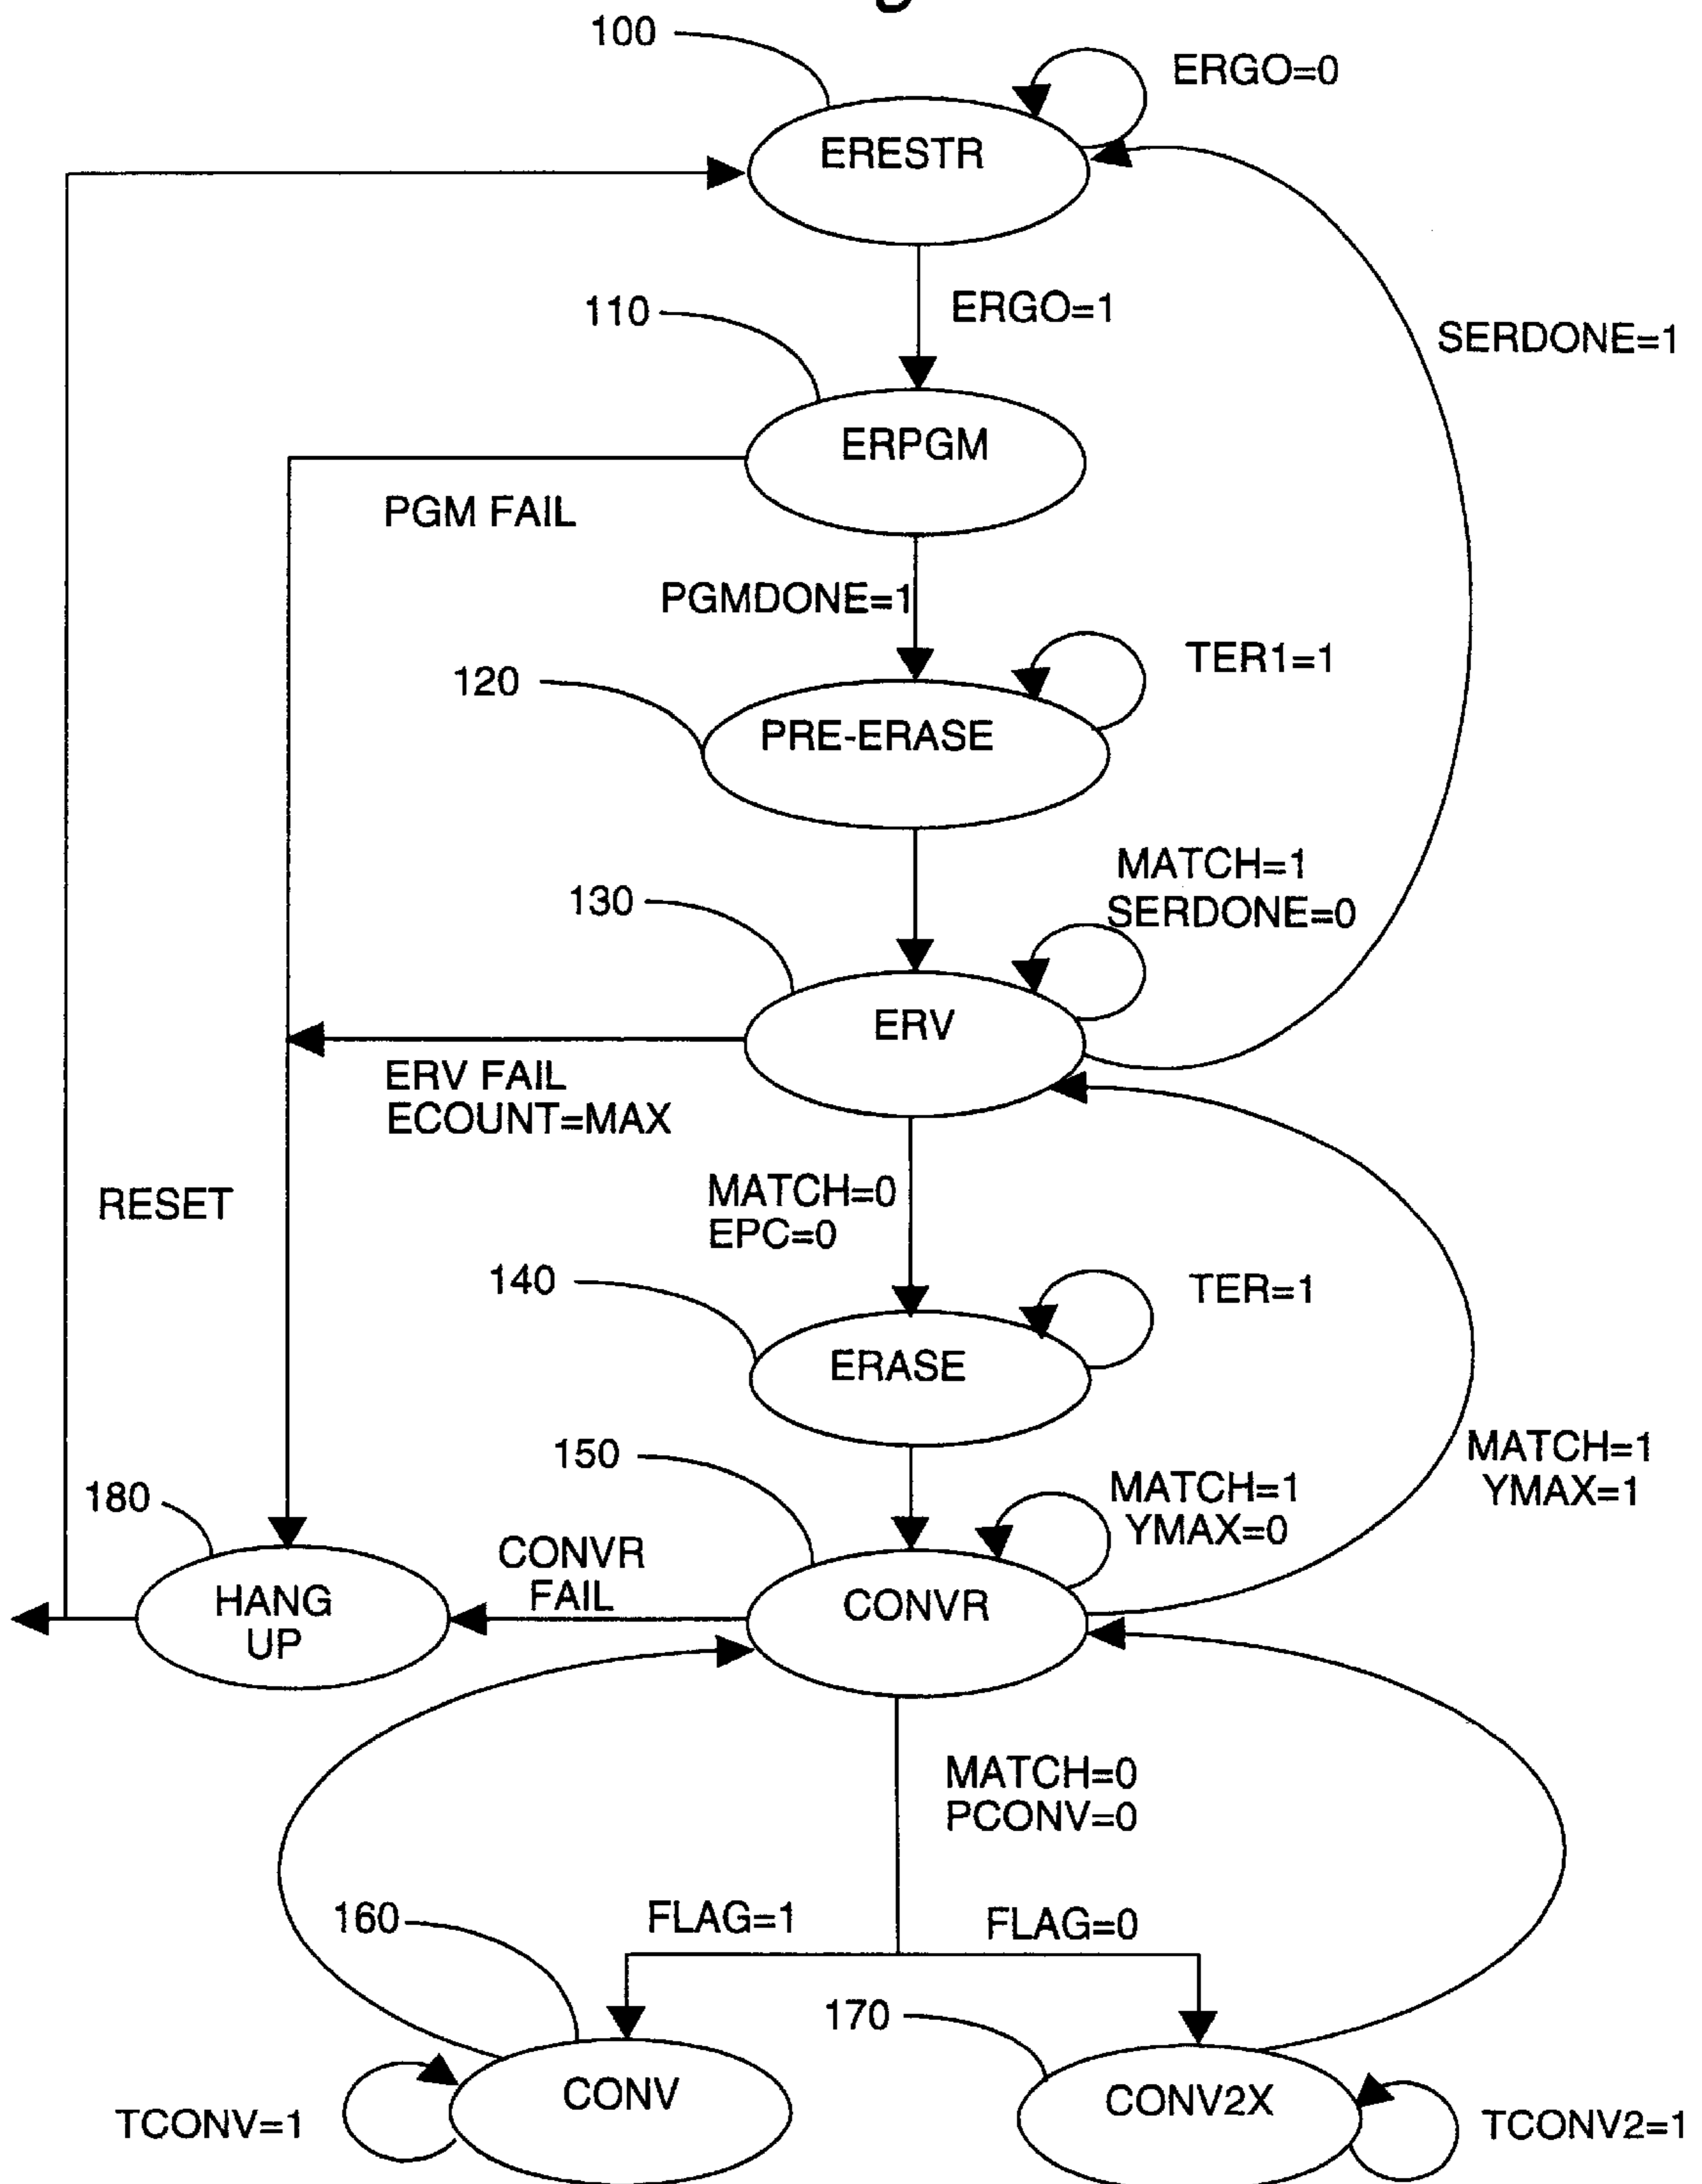 100
ERGO=0
ERESTR
110
ERGO=1
SERDONE=1
ERPGM
PGM FAIL
PGMDONE=1
120
TER1=1
PRE-ERASE
MATCH=1
SERDONE=0
130
ERV
ERV FAIL
ECOUNT=MAX
RESET
MATCH=0
EPC=0
140
TER=1
ERASE
150
MATCH=1
YMAX=0
MATCH=1
YMAX=1
180
CONVR
FAIL
HANG
UP
CONVR
MATCH=0
PCONV=0
160
FLAG=1
FLAG=0
170
CONV
CONV2X
TCONV=1
TCONV2=1